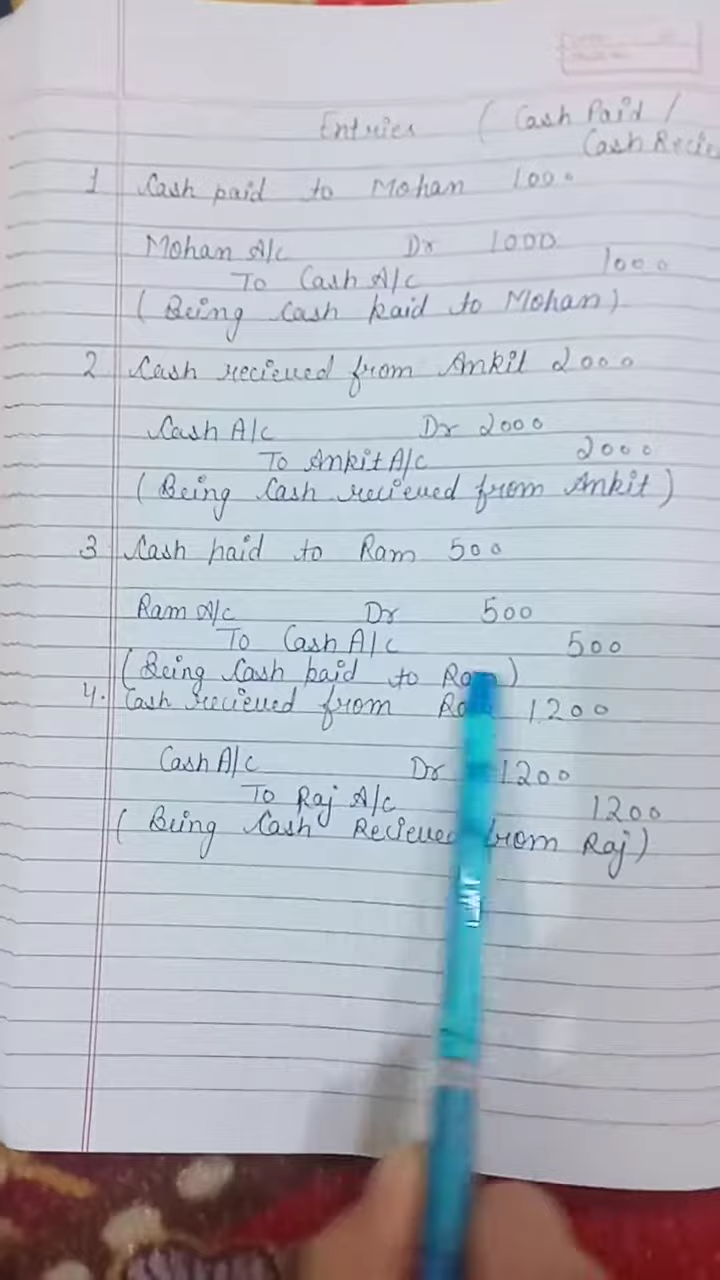 Entries ( Cash Paid /
Cash Recie
1 Cash paid to Mohan 1000
Mohan A/c Dr 1000
To Cash A/c 1000
( Being Cash paid to Mohan )
2 Cash recieved from Ankit 2000
Cash A/c Dr 2000
To Ankit A/c 2000
( Being Cash recieved from Ankit )
3 Cash paid to Ram 500
Ram A/c Dr 500
To Cash A/c 500
( Being Cash paid to Ram )
4. Cash recieved from 1200
Cash A/c Dr 1200
To Raj A/c 1200
( Being Cash Recieved from Raj )